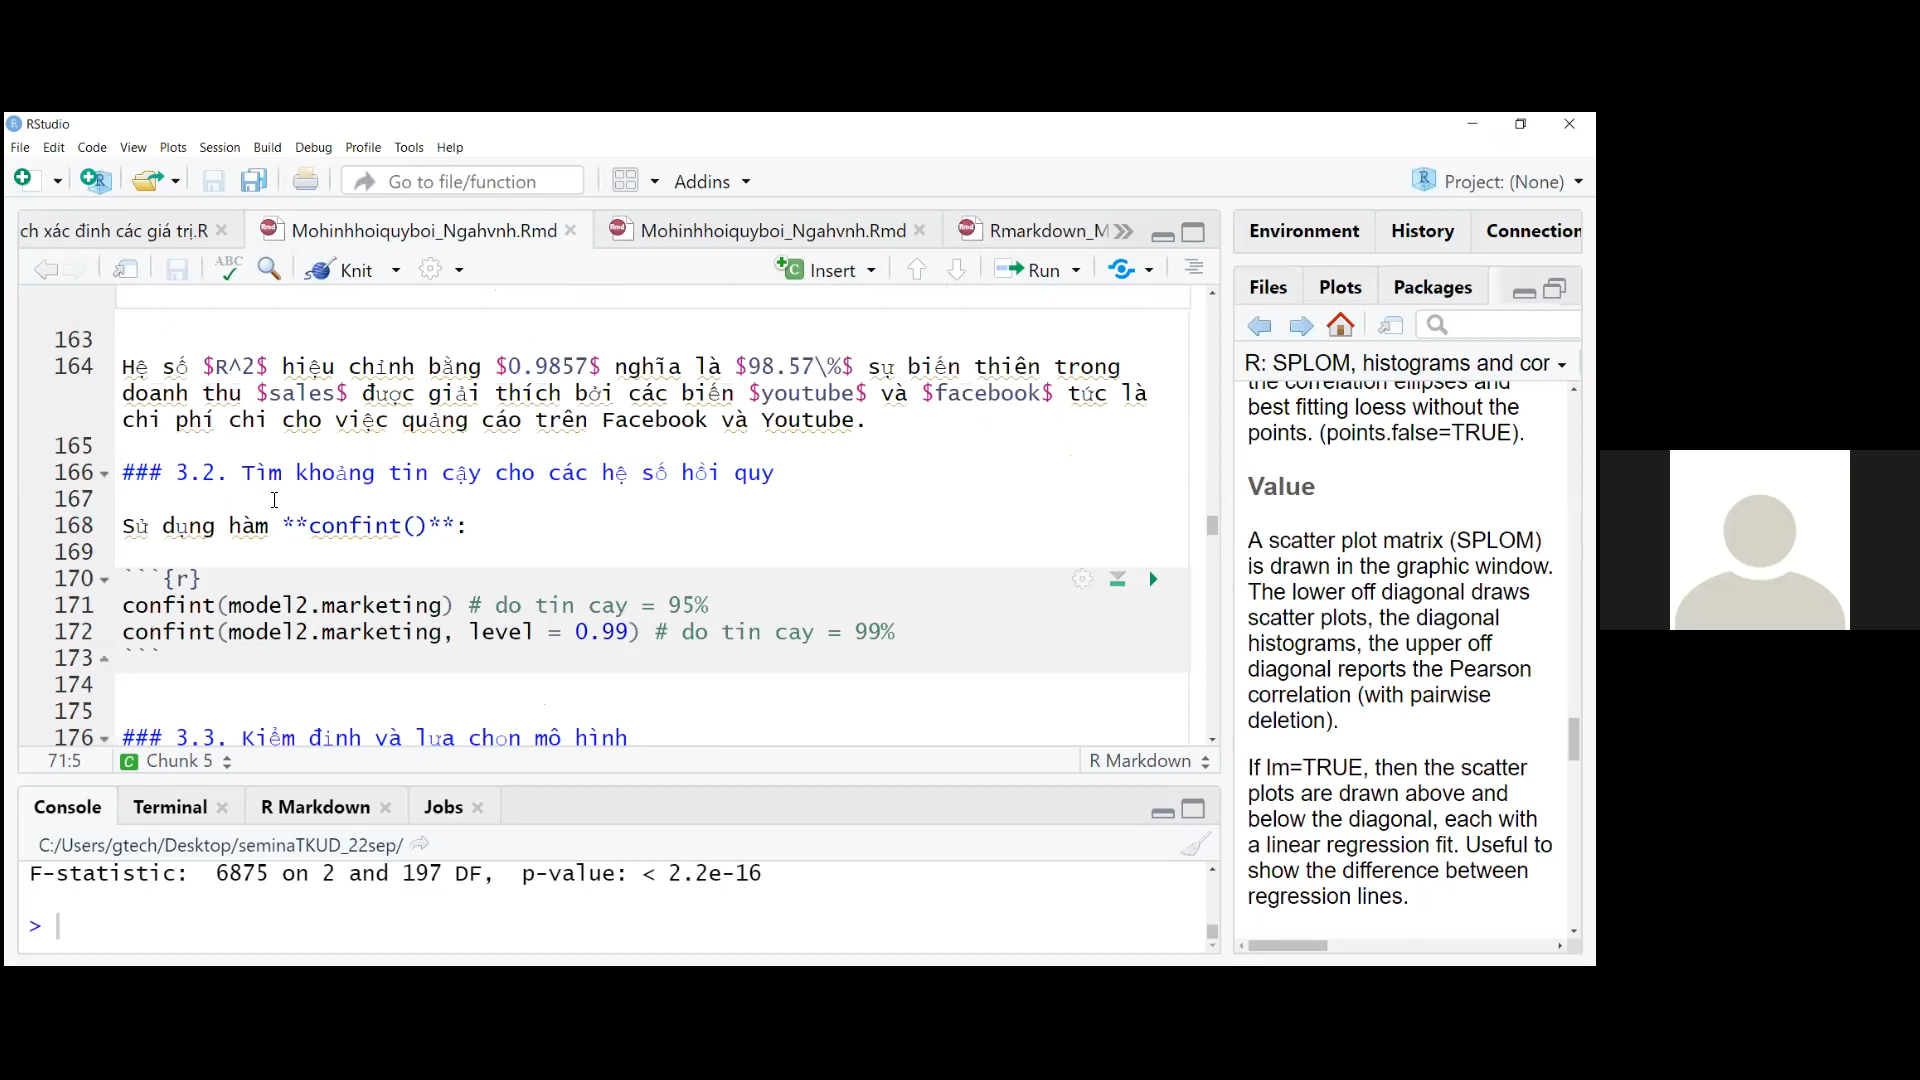 RStudio
File Edit Code View Plots Session Build Debug Profile Tools Help
Go to file/function Addins Project: (None)
ch xác đinh các giá trị.R Mohinhhoiquyboi_Ngahvnh.Rmd Mohinhhoiquyboi_Ngahvnh.Rmd Rmarkdown_M
ABC Knit Insert Run
163
164 Hệ số $R^2$ hiệu chỉnh bằng $0.9857$ nghĩa là $98.57\%$ sự biến thiên trong
doanh thu $sales$ được giải thích bởi các biến $youtube$ và $facebook$ tức là
chi phí chi cho việc quảng cáo trên Facebook và Youtube.
165
166 ### 3.2. Tìm khoảng tin cậy cho các hệ số hồi quy
167
168 Sử dụng hàm **confint()**:
169
170 ```{r}
171 confint(model2.marketing) # do tin cay = 95%
172 confint(model2.marketing, level = 0.99) # do tin cay = 99%
173 ```
174
175
176 ### 3.3. Kiểm định và lựa chọn mô hình
71:5 Chunk 5 R Markdown
Console Terminal R Markdown Jobs
C:/Users/gtech/Desktop/seminaTKUD_22sep/
F-statistic: 6875 on 2 and 197 DF, p-value: < 2.2e-16
>
Environment History Connection
Files Plots Packages
R: SPLOM, histograms and cor
the correlation ellipses and
best fitting loess without the
points. (points.false=TRUE).
Value
A scatter plot matrix (SPLOM)
is drawn in the graphic window.
The lower off diagonal draws
scatter plots, the diagonal
histograms, the upper off
diagonal reports the Pearson
correlation (with pairwise
deletion).
If lm=TRUE, then the scatter
plots are drawn above and
below the diagonal, each with
a linear regression fit. Useful to
show the difference between
regression lines.